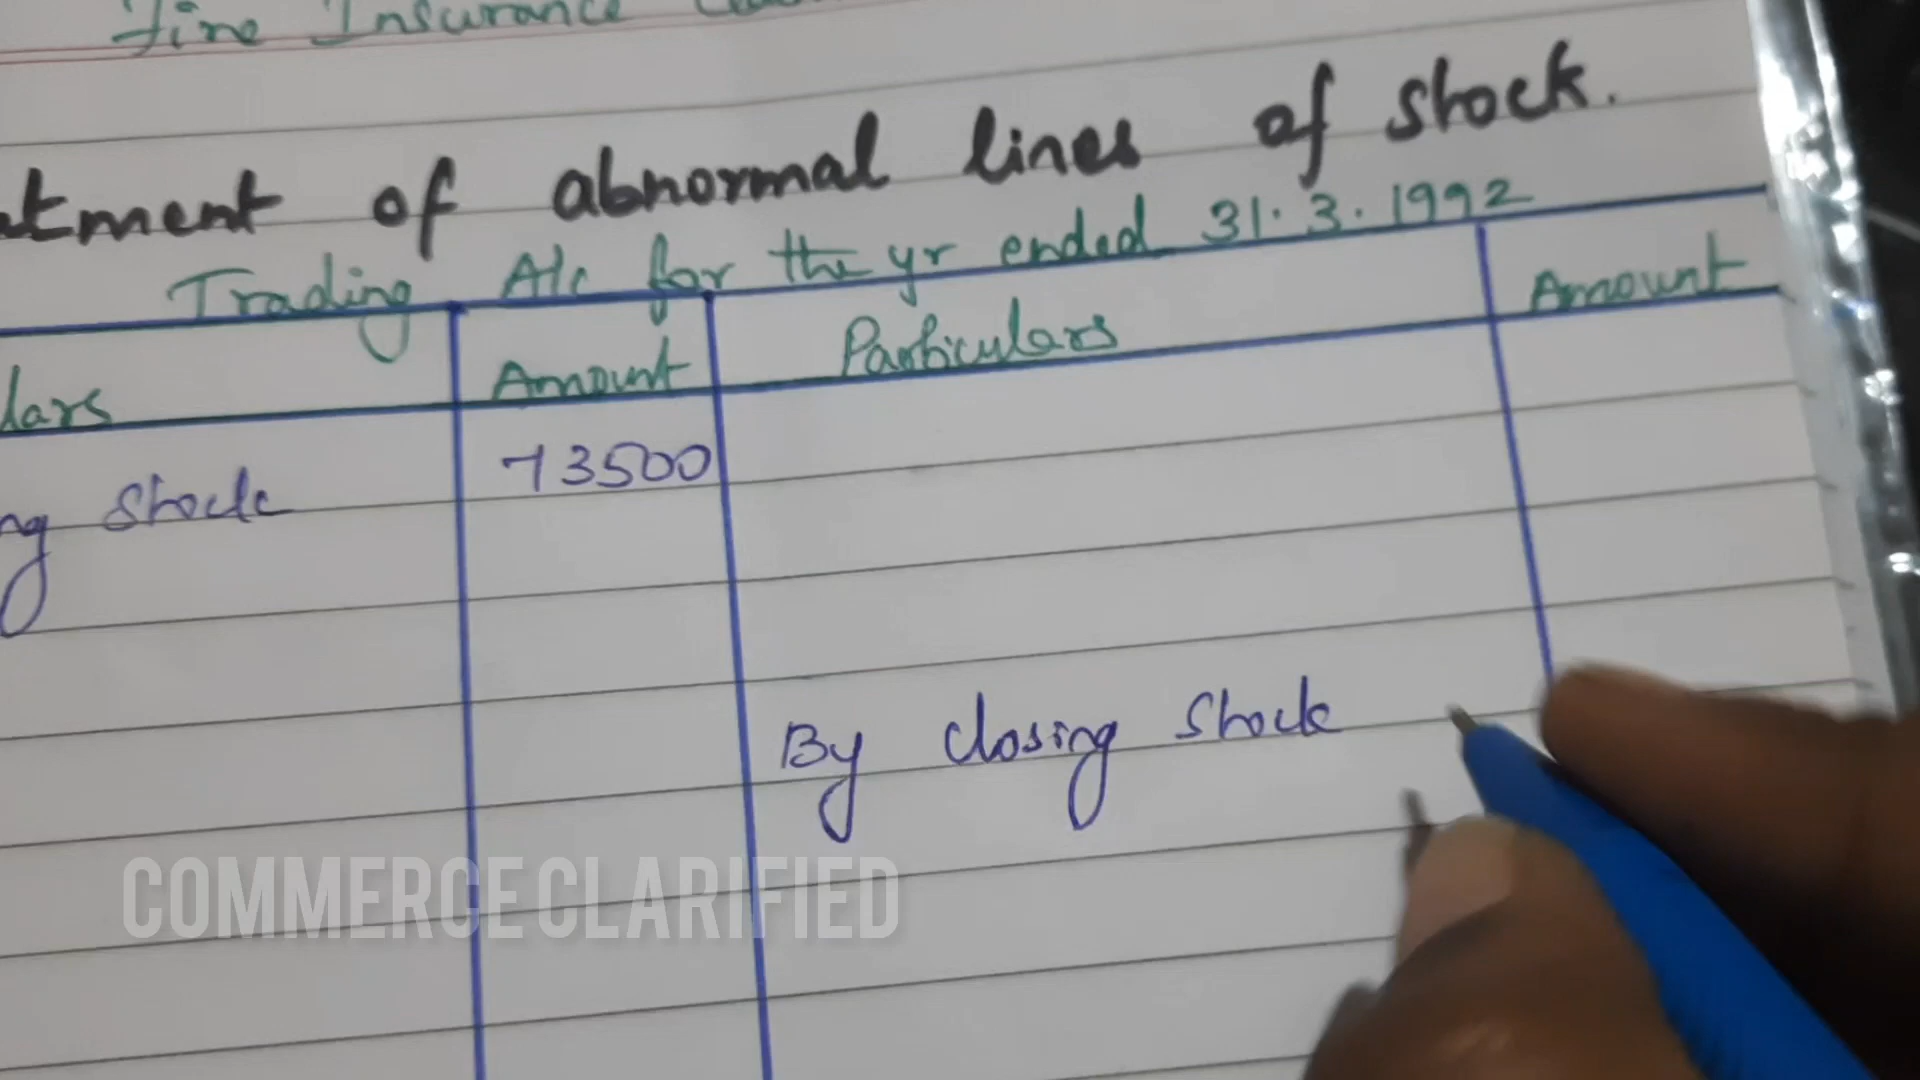 Fire Insurance
atment of abnormal lines of stock.
Trading A/c for the yr ended 31.3.1992
lars Amount Particulars Amount
ng Stock 73500
By closing Stock
COMMERCE CLARIFIED